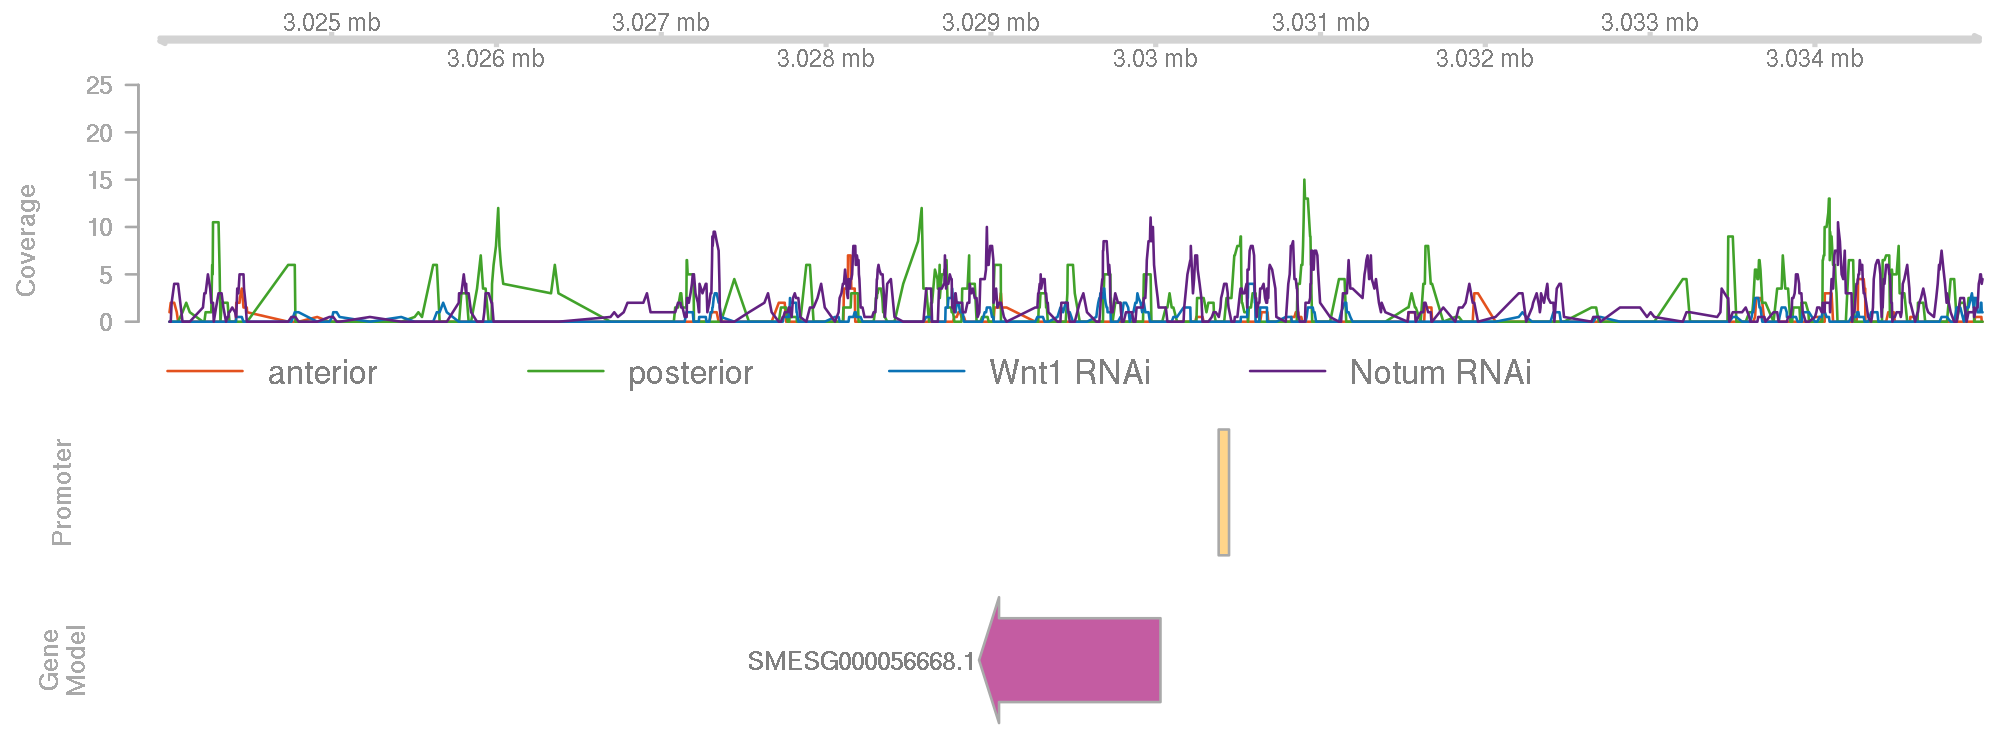 3.025 mb 3.027 mb 3.029 mb 3.031 mb 3.033 mb
3.026 mb 3.028 mb 3.03 mb 3.032 mb 3.034 mb
Coverage
25
20
15
10
5
0
anterior posterior Wnt1 RNAi Notum RNAi
Promoter
Gene
Model
SMESG000056668.1